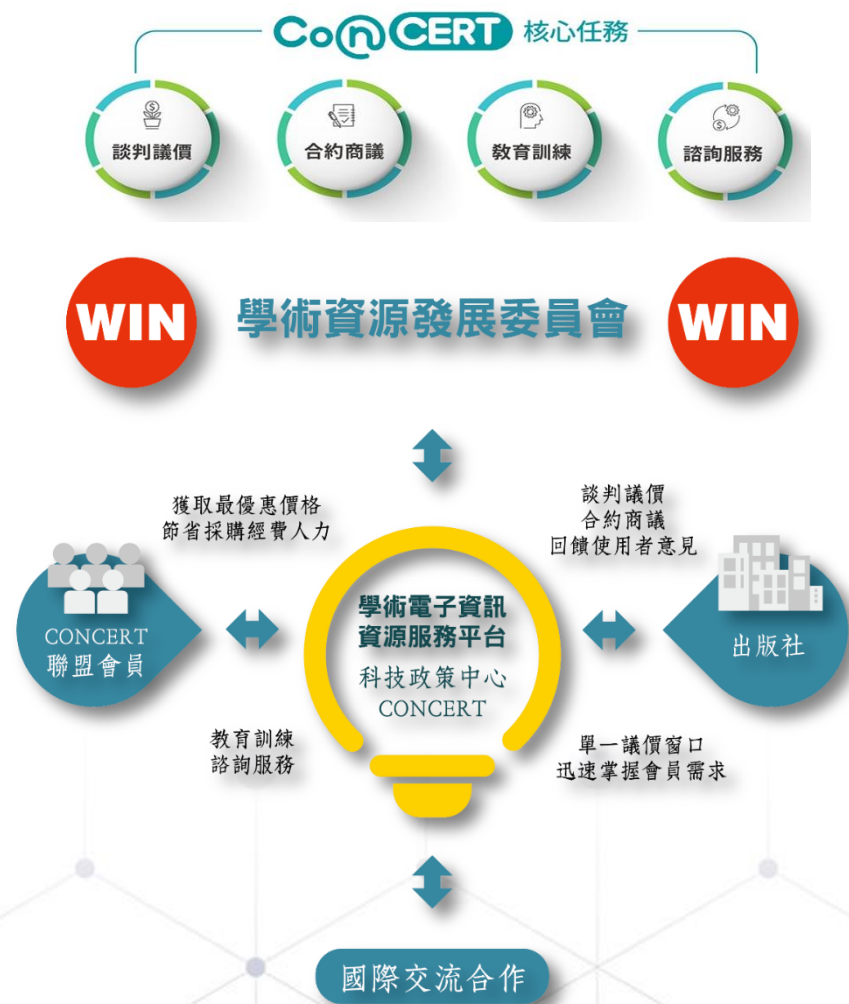 Co@nCERT 核心任務
談判議價
合約商議
教育訓練
諮詢服務
WIN
學術資源發展委員會
WIN
獲取最優惠價格
節省採購經費人力
談判議價
合約商議
回饋使用者意見
CONCERT
聯盟會員
學術電子資訊
資源服務平台
科技政策中心
CONCERT
出版社
教育訓練
諮詢服務
單一議價窗口
迅速掌握會員需求
國際交流合作